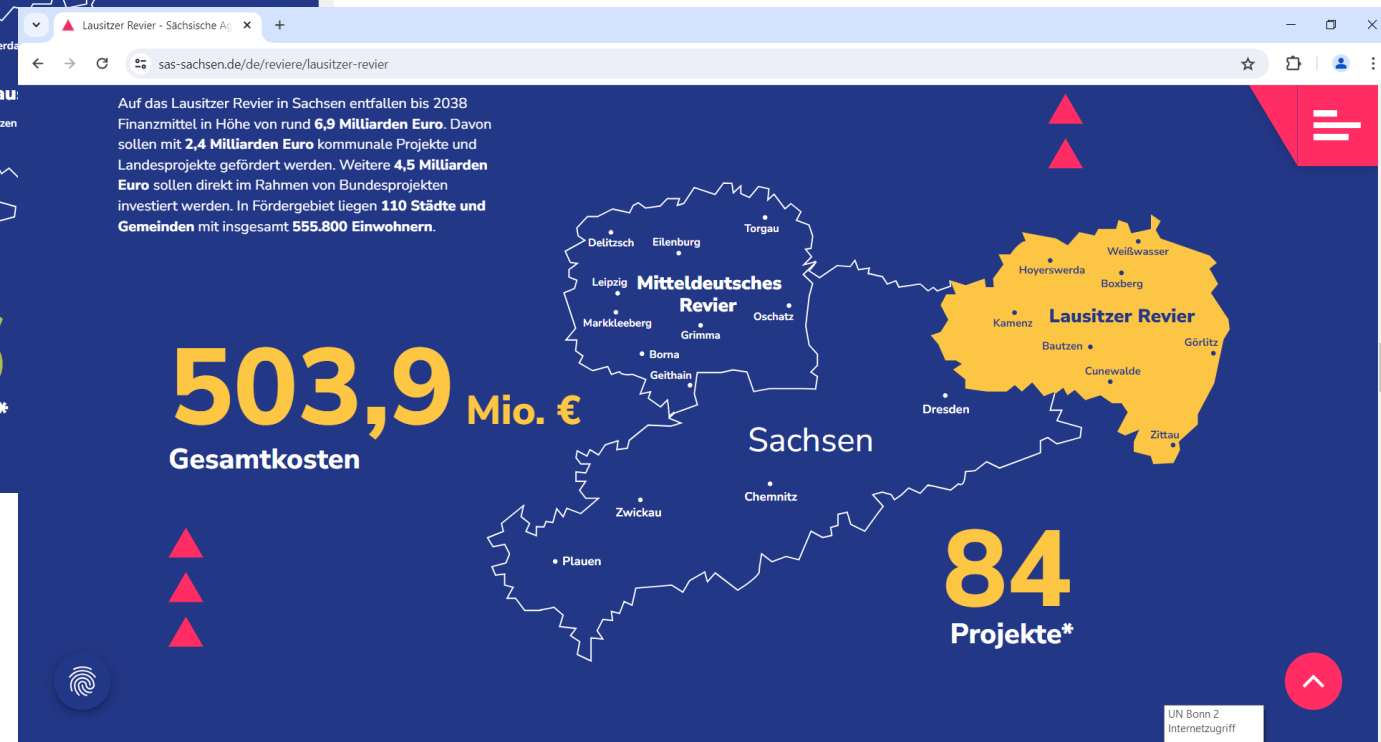 Lausitzer Revier - Sächsische Ag
sas-sachsen.de/de/reviere/lausitzer-revier
Auf das Lausitzer Revier in Sachsen entfallen bis 2038
Finanzmittel in Höhe von rund 6,9 Milliarden Euro. Davon
sollen mit 2,4 Milliarden Euro kommunale Projekte und
Landesprojekte gefördert werden. Weitere 4,5 Milliarden
Euro sollen direkt im Rahmen von Bundesprojekten
investiert werden. In Fördergebiet liegen 110 Städte und
Gemeinden mit insgesamt 555.800 Einwohnern.
Torgau
Delitzsch
Eilenburg
Leipzig
Mitteldeutsches
Revier
Oschatz
Markkleeberg
Grimma
Borna
Geithain
Weißwasser
Hoyerswerda
Boxberg
Kamenz
Lausitzer Revier
Bautzen
Görlitz
Cunewalde
Zittau
Dresden
503,9 Mio. €
Gesamtkosten
Sachsen
Chemnitz
Zwickau
Plauen
84
Projekte*
UN Bonn 2
Internetzugriff